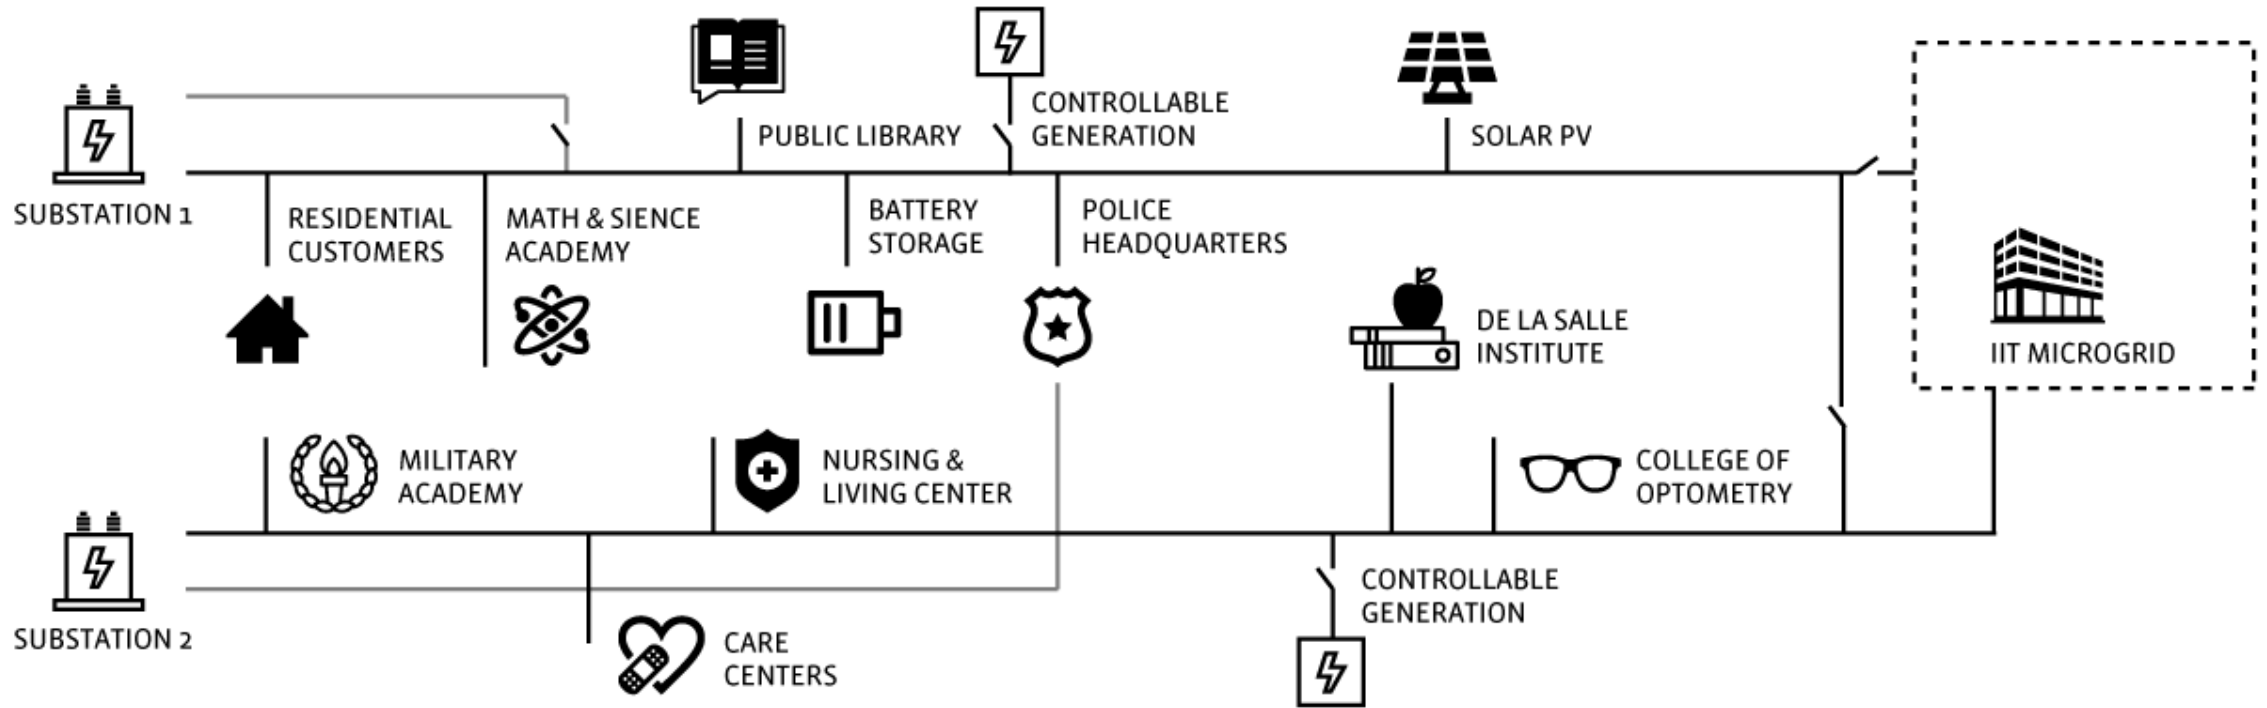 CONTROLLABLE
GENERATION
PUBLIC LIBRARY
SOLAR PV
SUBSTATION 1
RESIDENTIAL
CUSTOMERS
MATH & SIENCE
ACADEMY
BATTERY
STORAGE
POLICE
HEADQUARTERS
DE LA SALLE
INSTITUTE
IIT MICROGRID
MILITARY
ACADEMY
NURSING &
LIVING CENTER
COLLEGE OF
OPTOMETRY
SUBSTATION 2
CARE
CENTERS
CONTROLLABLE
GENERATION